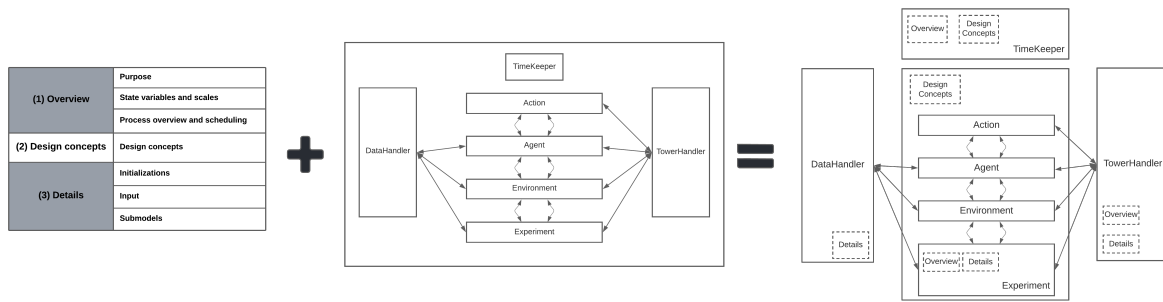 (1) Overview
Purpose
State variables and scales
Process overview and scheduling
(2) Design concepts
Design concepts
(3) Details
Initializations
Input
Submodels
TimeKeeper
DataHandler
Action
Agent
Environment
Experiment
TowerHandler
Overview
Design
Concepts
TimeKeeper
Design
Concepts
DataHandler
Details
Action
Agent
Environment
Overview
Details
Experiment
TowerHandler
Overview
Details